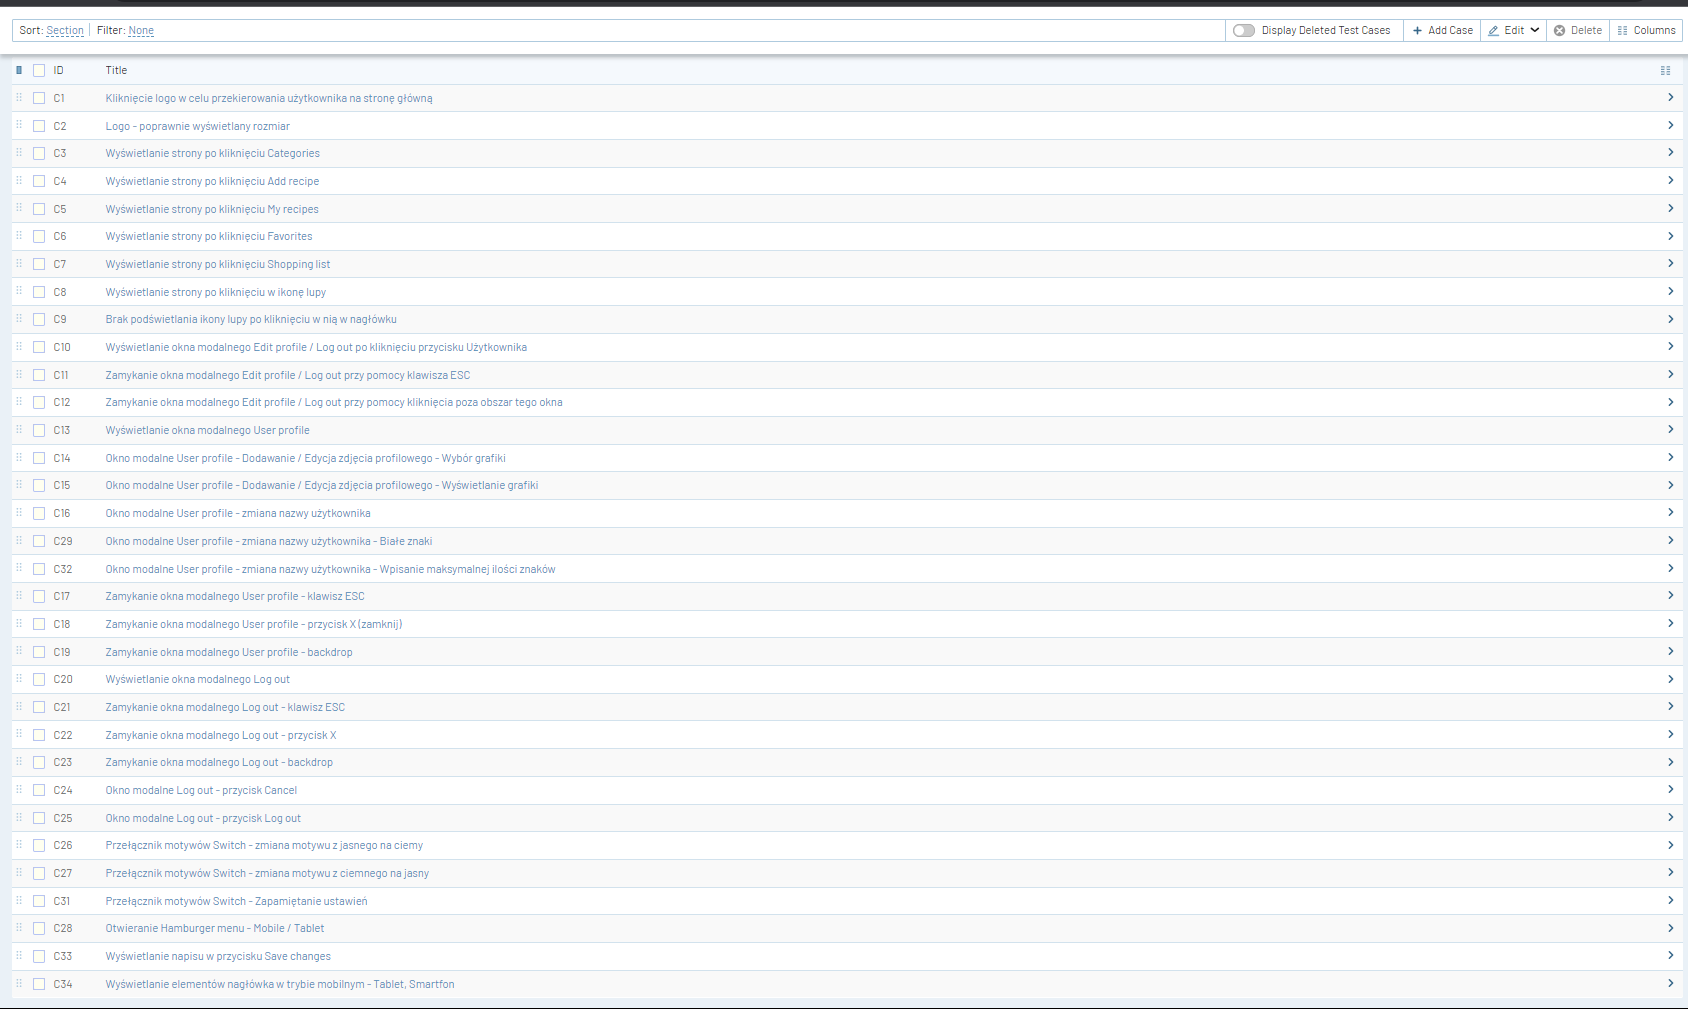 Sort: Section Filter: None Display Deleted Test Cases Add Case Edit Delete Columns
ID Title
C1 Kliknięcie logo w celu przekierowania użytkownika na stronę główną
C2 Logo - poprawnie wyświetlany rozmiar
C3 Wyświetlanie strony po kliknięciu Categories
C4 Wyświetlanie strony po kliknięciu Add recipe
C5 Wyświetlanie strony po kliknięciu My recipes
C6 Wyświetlanie strony po kliknięciu Favorites
C7 Wyświetlanie strony po kliknięciu Shopping list
C8 Wyświetlanie strony po kliknięciu w ikonę lupy
C9 Brak podświetlania ikony lupy po kliknięciu w nią w nagłówku
C10 Wyświetlanie okna modalnego Edit profile / Log out po kliknięciu przycisku Użytkownika
C11 Zamykanie okna modalnego Edit profile / Log out przy pomocy klawisza ESC
C12 Zamykanie okna modalnego Edit profile / Log out przy pomocy kliknięcia poza obszar tego okna
C13 Wyświetlanie okna modalnego User profile
C14 Okno modalne User profile - Dodawanie / Edycja zdjęcia profilowego - Wybór grafiki
C15 Okno modalne User profile - Dodawanie / Edycja zdjęcia profilowego - Wyświetlanie grafiki
C16 Okno modalne User profile - zmiana nazwy użytkownika
C29 Okno modalne User profile - zmiana nazwy użytkownika - Białe znaki
C32 Okno modalne User profile - zmiana nazwy użytkownika - Wpisanie maksymalnej ilości znaków
C17 Zamykanie okna modalnego User profile - klawisz ESC
C18 Zamykanie okna modalnego User profile - przycisk X (zamknij)
C19 Zamykanie okna modalnego User profile - backdrop
C20 Wyświetlanie okna modalnego Log out
C21 Zamykanie okna modalnego Log out - klawisz ESC
C22 Zamykanie okna modalnego Log out - przycisk X
C23 Zamykanie okna modalnego Log out - backdrop
C24 Okno modalne Log out - przycisk Cancel
C25 Okno modalne Log out - przycisk Log out
C26 Przełącznik motywów Switch - zmiana motywu z jasnego na ciemy
C27 Przełącznik motywów Switch - zmiana motywu z ciemnego na jasny
C31 Przełącznik motywów Switch - Zapamiętanie ustawień
C28 Otwieranie Hamburger menu - Mobile / Tablet
C33 Wyświetlanie napisu w przycisku Save changes
C34 Wyświetlanie elementów nagłówka w trybie mobilnym - Tablet, Smartfon